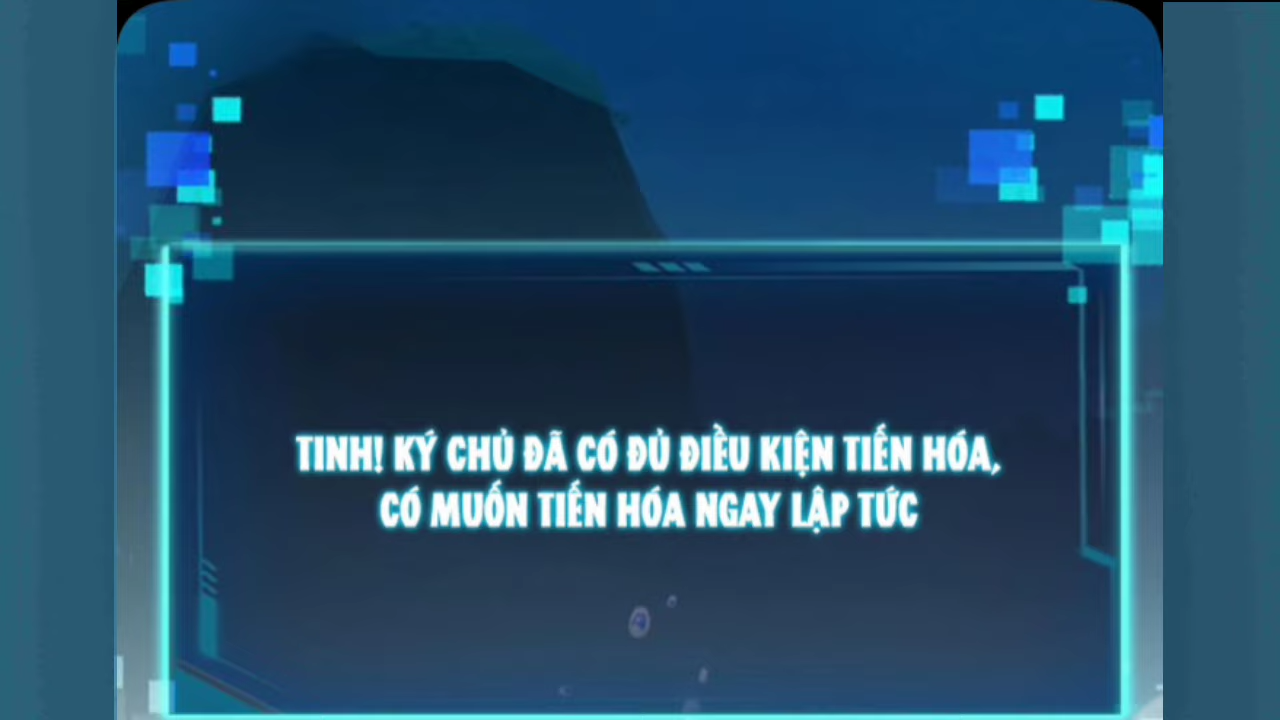 TINH! KÝ CHỦ ĐÃ CÓ ĐỦ ĐIỀU KIỆN TIẾN HÓA,
CÓ MUỐN TIẾN HÓA NGAY LẬP TỨC